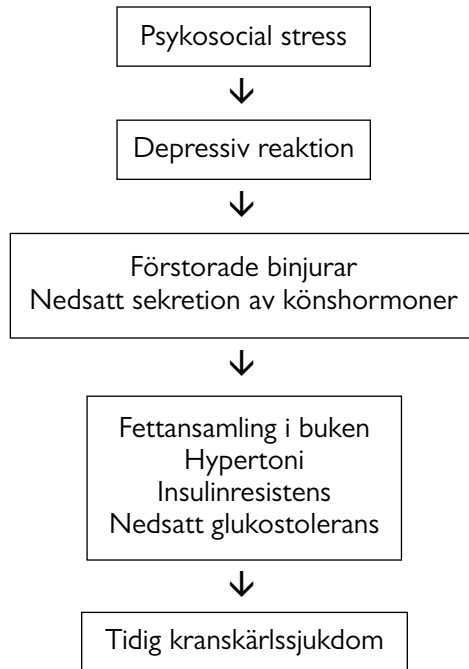 Psykosocial stress
Depressiv reaktion
Förstorade binjurar
Nedsatt sekretion av könshormoner
Fettansamling i buken
Hypertoni
Insulinresistens
Nedsatt glukostolerans
Tidig kranskärlssjukdom